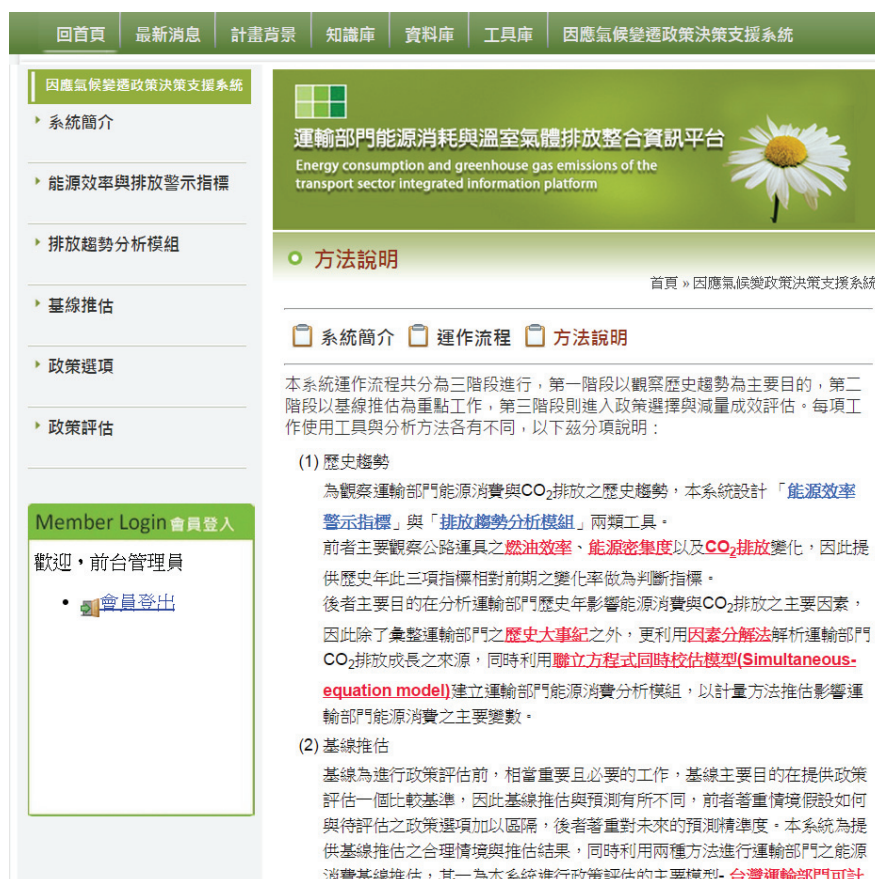 回首頁 最新消息 計畫背景 知識庫 資料庫 工具庫 因應氣候變遷政策決策支援系統
因應氣候變遷政策決策支援系統
系統簡介
能源效率與排放警示指標
排放趨勢分析模組
基線推估
政策選項
政策評估
Member Login 會員登入
歡迎，前台管理員
會員登出
運輸部門能源消耗與溫室氣體排放整合資訊平台
Energy consumption and greenhouse gas emissions of the
transport sector integrated information platform
方法說明
首頁 » 因應氣候變政策決策支援系統
系統簡介 運作流程 方法說明
本系統運作流程共分為三階段進行，第一階段以觀察歷史趨勢為主要目的，第二
階段以基線推估為重點工作，第三階段則進入政策選擇與減量成效評估。每項工
作使用工具與分析方法各有不同，以下茲分項說明：
(1) 歷史趨勢
為觀察運輸部門能源消費與CO2排放之歷史趨勢，本系統設計 「能源效率
警示指標」與「排放趨勢分析模組」兩類工具。
前者主要觀察公路運具之燃油效率、能源密集度以及CO2排放變化，因此提
供歷史年此三項指標相對前期之變化率做為判斷指標。
後者主要目的在分析運輸部門歷史年影響能源消費與CO2排放之主要因素，
因此除了彙整運輸部門之歷史大事紀之外，更利用因素分解法解析運輸部門
CO2排放成長之來源，同時利用聯立方程式同時校估模型(Simultaneous-
equation model)建立運輸部門能源消費分析模組，以計量方法推估影響運
輸部門能源消費之主要變數。
(2) 基線推估
基線為進行政策評估前，相當重要且必要的工作，基線主要目的在提供政策
評估一個比較基準，因此基線推估與預測有所不同，前者著重情境假設如何
與待評估之政策選項加以區隔，後者著重對未來的預測精準度。本系統為提
供基線推估之合理情境與推估結果，同時利用兩種方法進行運輸部門之能源
消費基線推估，其一為本系統進行政策評估的主要模型-台灣運輸部門可計